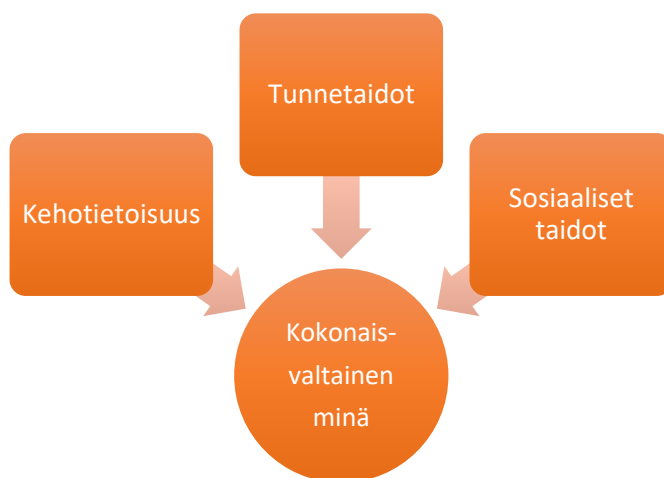 Tunnetaidot
Kehotietoisuus
Sosiaaliset
taidot
Kokonais-
valtainen
minä